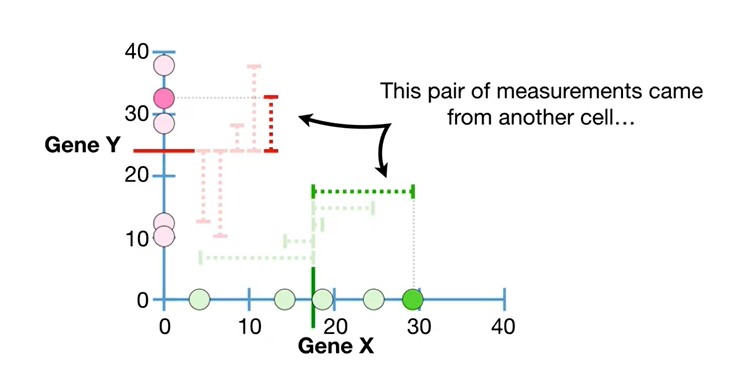 40
This pair of measurements came
from another cell...
30
Gene Y
20
10
0
0 10 20 30 40
Gene X